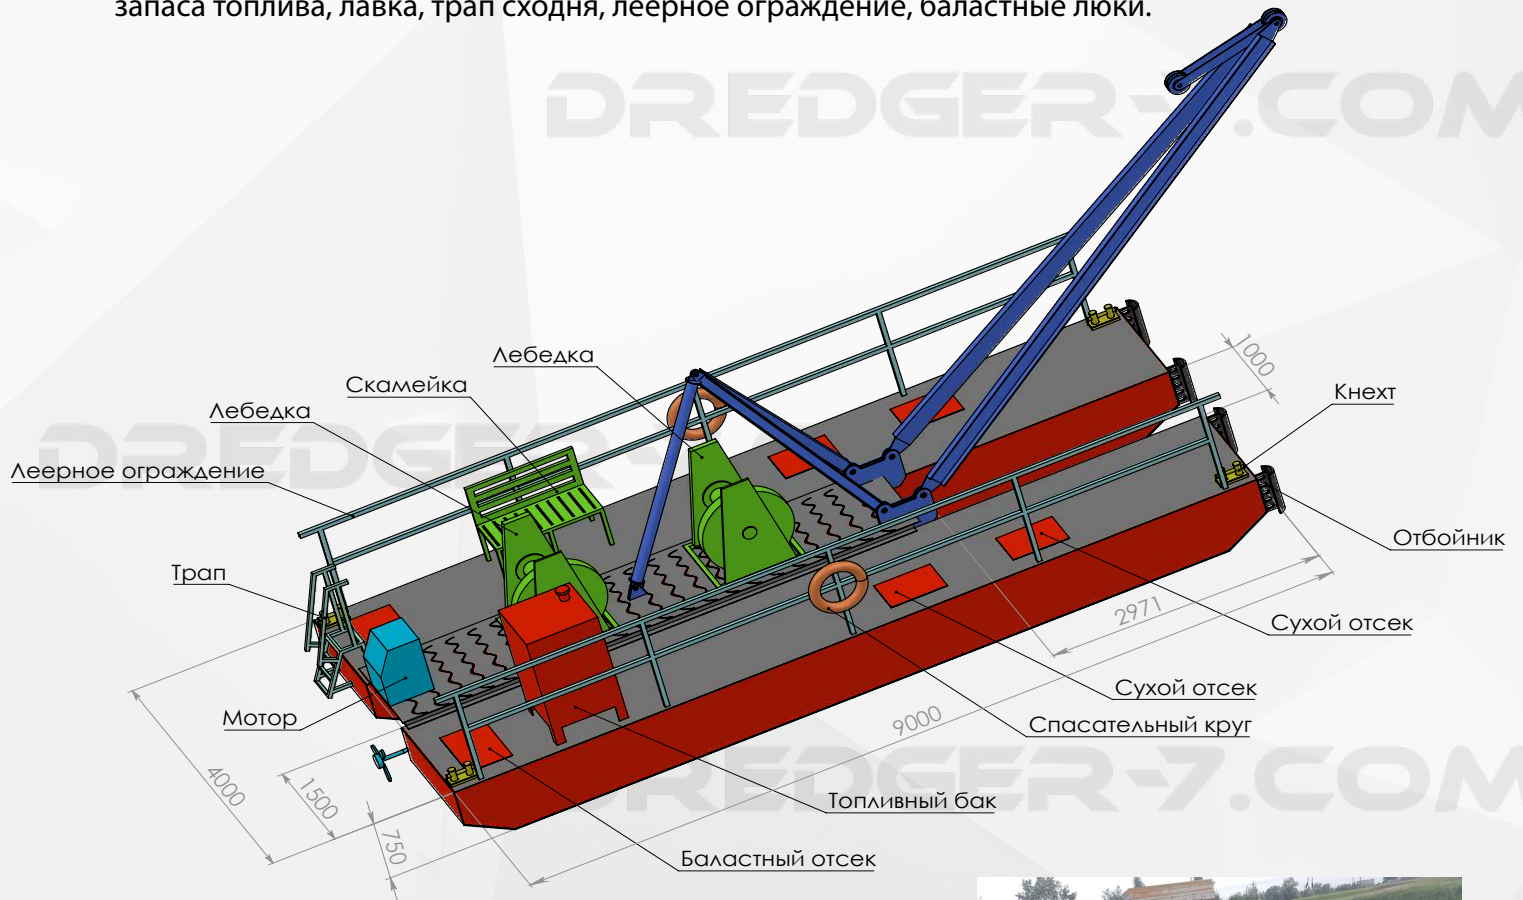 запаса топлива, лавка, трап сходня, леерное ограждение, баластные люки.
DREDGER-7.COM
1000
Лебедка
Скамейка
Кнехт
Лебедка
DREDGER-7
Леерное ограждение
Отбойник
Трап
2971
Сухой отсек
Сухой отсек
Мотор
9000
Спасательный круг
4000
1500
DREDGER-7.COM
Топливный бак
750
Баластный отсек